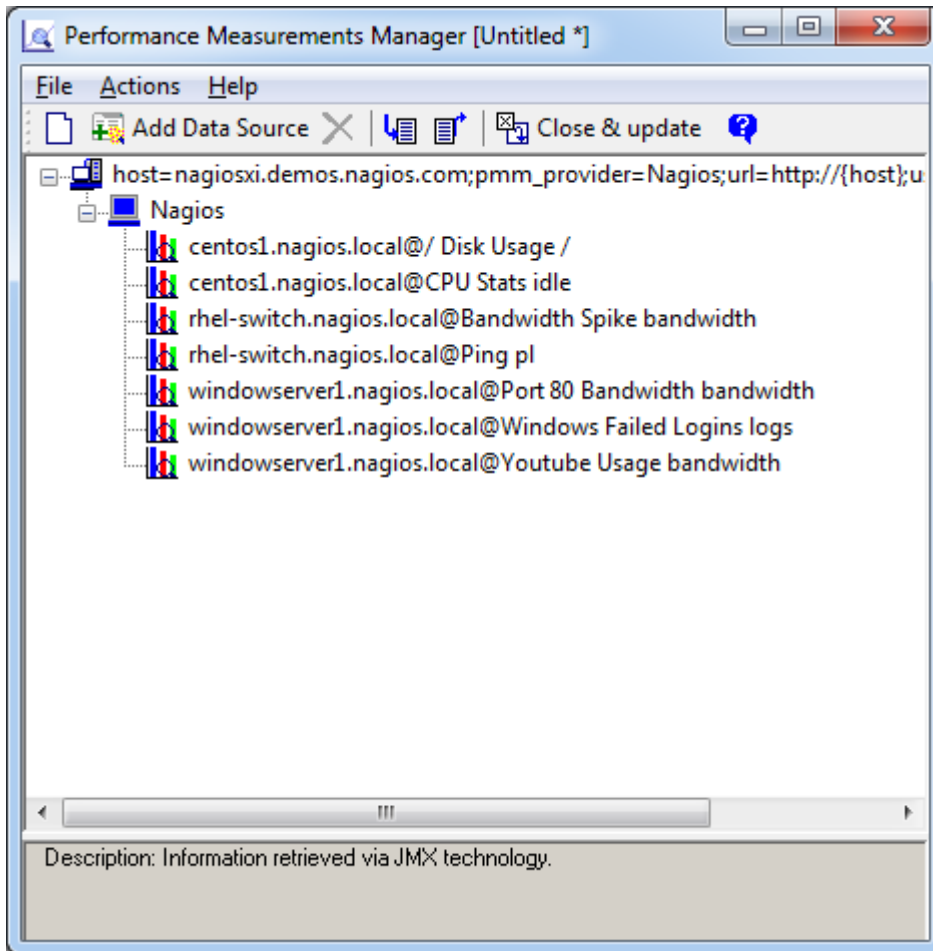 Performance Measurements Manager [Untitled *]
File Actions Help
Add Data Source Close & update
host=nagiosxi.demos.nagios.com;pmm_provider=Nagios;url=http://{host};u
Nagios
centos1.nagios.local@/ Disk Usage /
centos1.nagios.local@CPU Stats idle
rhel-switch.nagios.local@Bandwidth Spike bandwidth
rhel-switch.nagios.local@Ping pl
windowserver1.nagios.local@Port 80 Bandwidth bandwidth
windowserver1.nagios.local@Windows Failed Logins logs
windowserver1.nagios.local@Youtube Usage bandwidth
Description: Information retrieved via JMX technology.